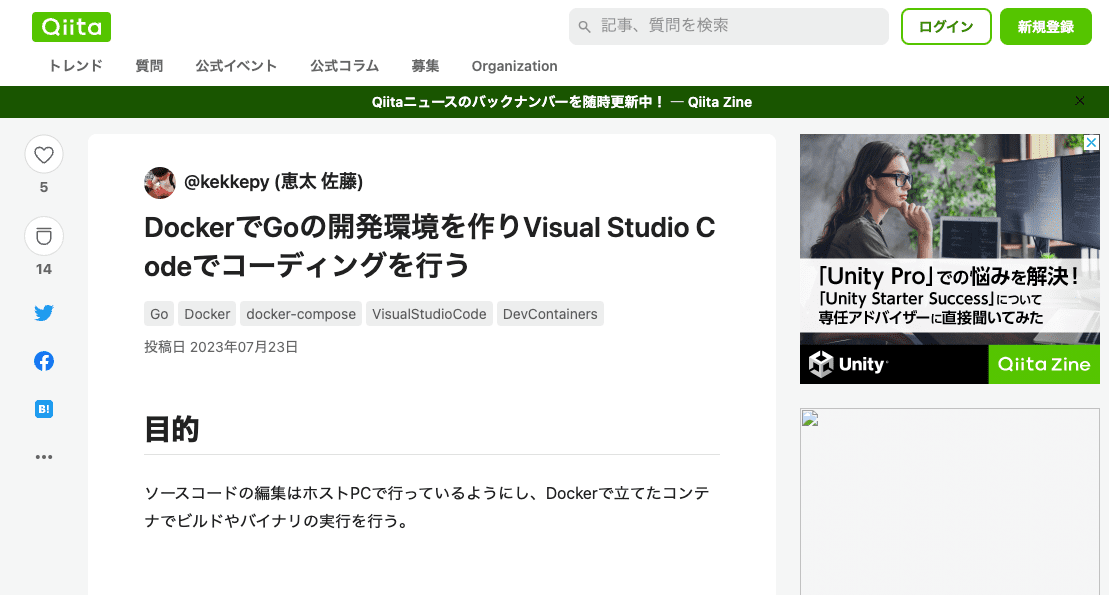 Qiita
記事、質問を検索
ログイン
新規登録
トレンド
質問
公式イベント
公式コラム
募集
Organization
Qiitaニュースのバックナンバーを随時更新中！ — Qiita Zine
5
14
B!
@kekkepy (恵太 佐藤)
DockerでGoの開発環境を作りVisual Studio C
odeでコーディングを行う
Go
Docker
docker-compose
VisualStudioCode
DevContainers
投稿日 2023年07月23日
目的
ソースコードの編集はホストPCで行っているようにし、Dockerで立てたコンテ
ナでビルドやバイナリの実行を行う。
「Unity Pro」での悩みを解決！
「Unity Starter Success」について
専任アドバイザーに直接聞いてみた
Unity
Qiita Zine